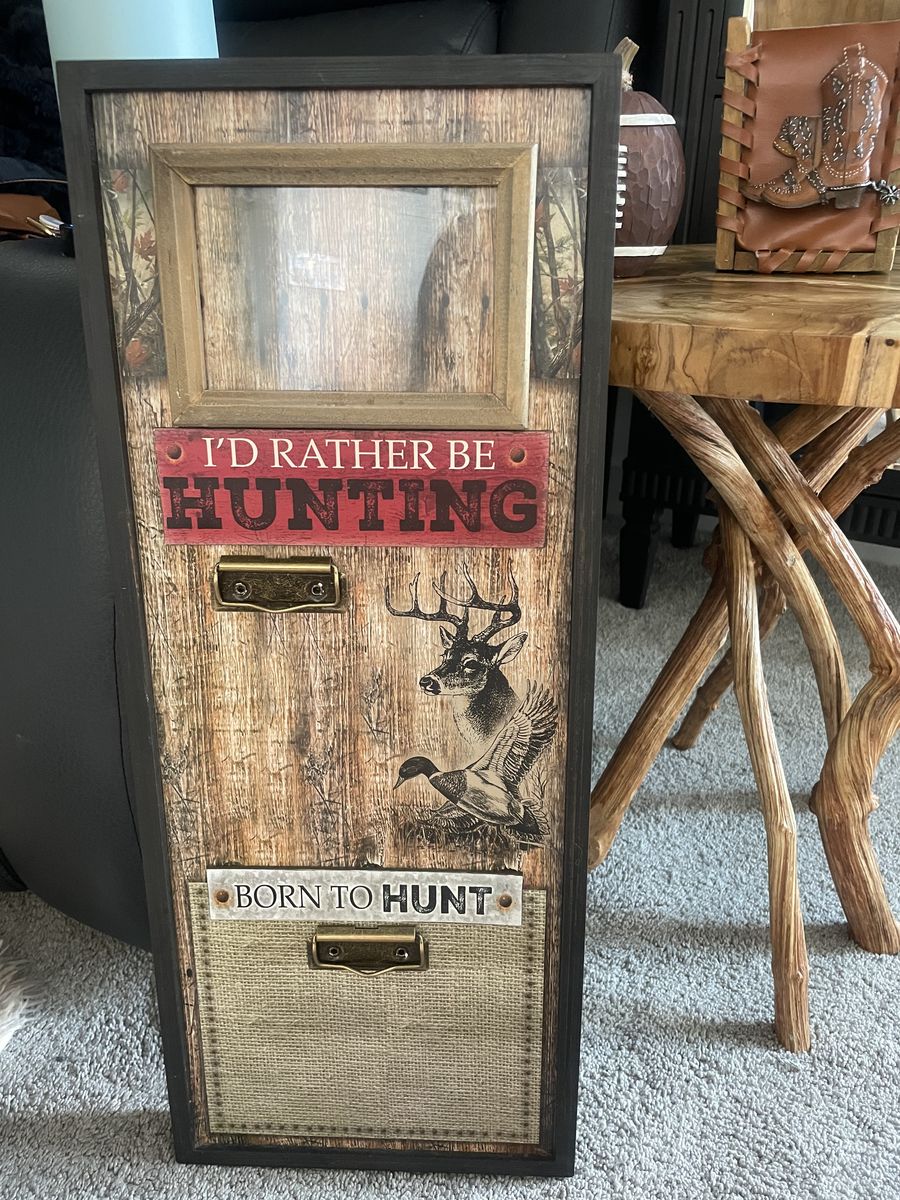 I'D RATHER BE
HUNTING
BORN TO HUNT